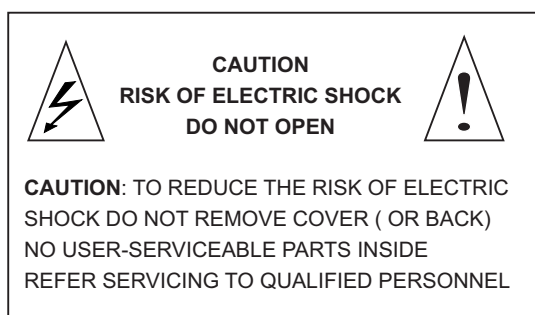 CAUTION
RISK OF ELECTRIC SHOCK
DO NOT OPEN
CAUTION: TO REDUCE THE RISK OF ELECTRIC
SHOCK DO NOT REMOVE COVER ( OR BACK)
NO USER-SERVICEABLE PARTS INSIDE
REFER SERVICING TO QUALIFIED PERSONNEL